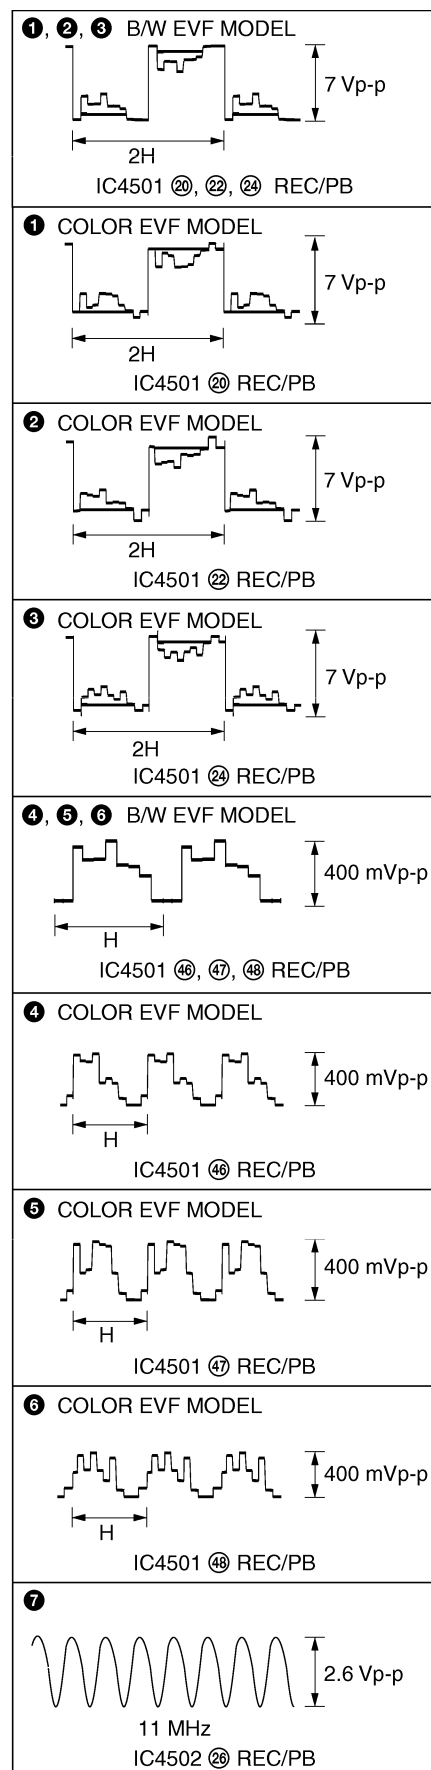 ❶, ❷, ❸ B/W EVF MODEL
7 Vp-p
2H
IC4501 ⑳, ㉒, ㉔ REC/PB
❶ COLOR EVF MODEL
7 Vp-p
2H
IC4501 ⑳ REC/PB
❷ COLOR EVF MODEL
7 Vp-p
2H
IC4501 ㉒ REC/PB
❸ COLOR EVF MODEL
7 Vp-p
2H
IC4501 ㉔ REC/PB
❹, ❺, ❻ B/W EVF MODEL
400 mVp-p
H
IC4501 ㊻, ㊼, ㊽ REC/PB
❹ COLOR EVF MODEL
400 mVp-p
H
IC4501 ㊻ REC/PB
❺ COLOR EVF MODEL
400 mVp-p
H
IC4501 ㊼ REC/PB
❻ COLOR EVF MODEL
400 mVp-p
H
IC4501 ㊽ REC/PB
❼
2.6 Vp-p
11 MHz
IC4502 ㉖ REC/PB